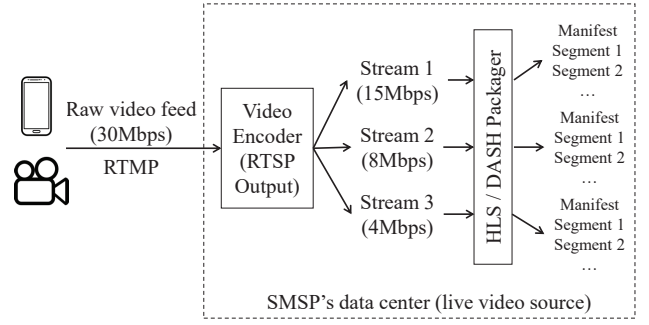 Raw video feed
(30Mbps)
RTMP
Video
Encoder
(RTSP
Output)
Stream 1
(15Mbps)
Stream 2
(8Mbps)
Stream 3
(4Mbps)
HLS / DASH Packager
Manifest
Segment 1
Segment 2
...
Manifest
Segment 1
Segment 2
...
Manifest
Segment 1
Segment 2
...
SMSP's data center (live video source)